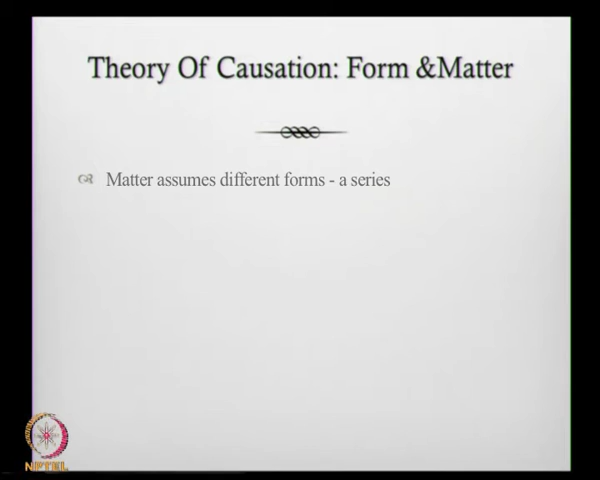 Theory Of Causation: Form &Matter
Matter assumes different forms - a series
NPTEL